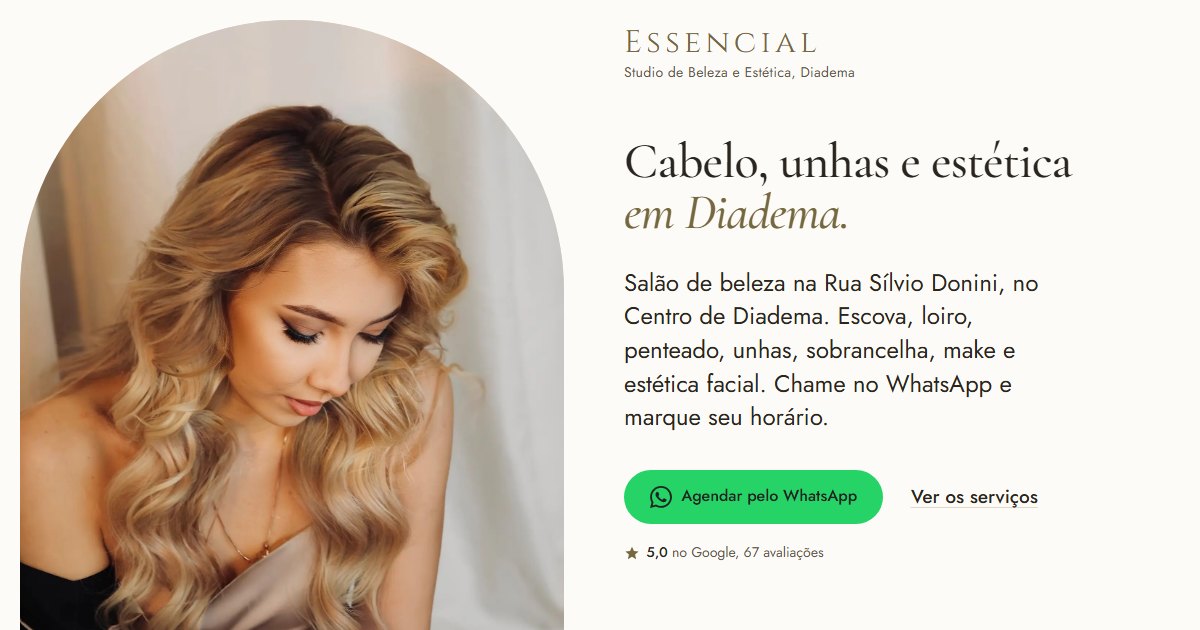 ESSENCIAL
Studio de Beleza e Estética, Diadema
Cabelo, unhas e estética
em Diadema.
Salão de beleza na Rua Sílvio Donini, no
Centro de Diadema. Escova, loiro,
penteado, unhas, sobrancelha, make e
estética facial. Chame no WhatsApp e
marque seu horário.
Agendar pelo WhatsApp
Ver os serviços
5,0 no Google, 67 avaliações